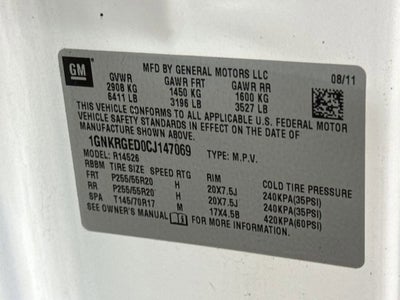 GM
MFD BY GENERAL MOTORS LLC 08/11
GVWR GAWR FRT GAWR RR
2908 KG 1450 KG 1600 KG
6411 LB 3196 LB 3527 LB
THIS VEHICLE CONFORMS TO ALL APPLICABLE U.S. FEDERAL MOTOR
VEHICLE SAFETY STANDARDS IN EFFECT ON THE DATE OF
MANUFACTURE SHOWN ABOVE.
1GNKRGED0CJ147069 TYPE: M.P.V.
MODEL: R14526
RBBM TIRE SIZE SPEED RTG RIM COLD TIRE PRESSURE
FRT P255/55R20 H 20X7.5J 240KPA(35PSI)
RR P255/55R20 H 20X7.5J 240KPA(35PSI)
SPA T145/70R17 M 17X4.5B 420KPA(60PSI)
SEE OWNER'S MANUAL FOR MORE INFORMATION.